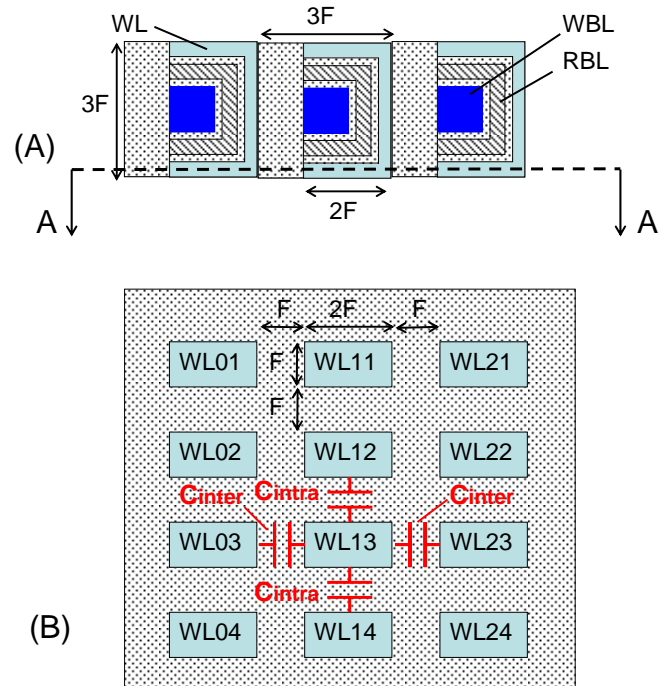 WL 3F WBL
RBL
3F
(A)
2F
A A
F 2F F
WL01 WL11 WL21
F
F
WL02 WL12 WL22
Cinter Cintra Cinter
WL03 WL13 WL23
Cintra
WL04 WL14 WL24
(B)